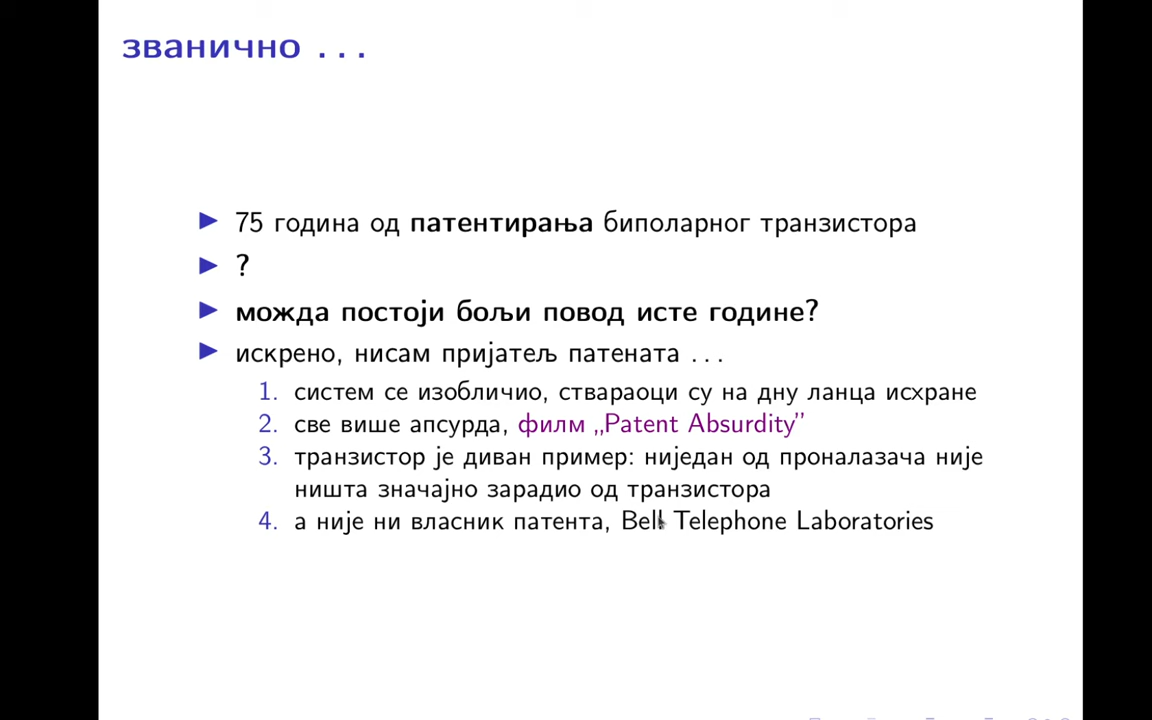 званично ...
75 година од патентирања биполарног транзистора
?
можда постоји бољи повод исте године?
искрено, нисам пријатељ патената ...
1. систем се изобличио, ствараоци су на дну ланца исхране
2. све више апсурда, филм „Patent Absurdity”
3. транзистор је диван пример: ниједан од проналазача није
ништа значајно зарадио од транзистора
4. а није ни власник патента, Bell Telephone Laboratories